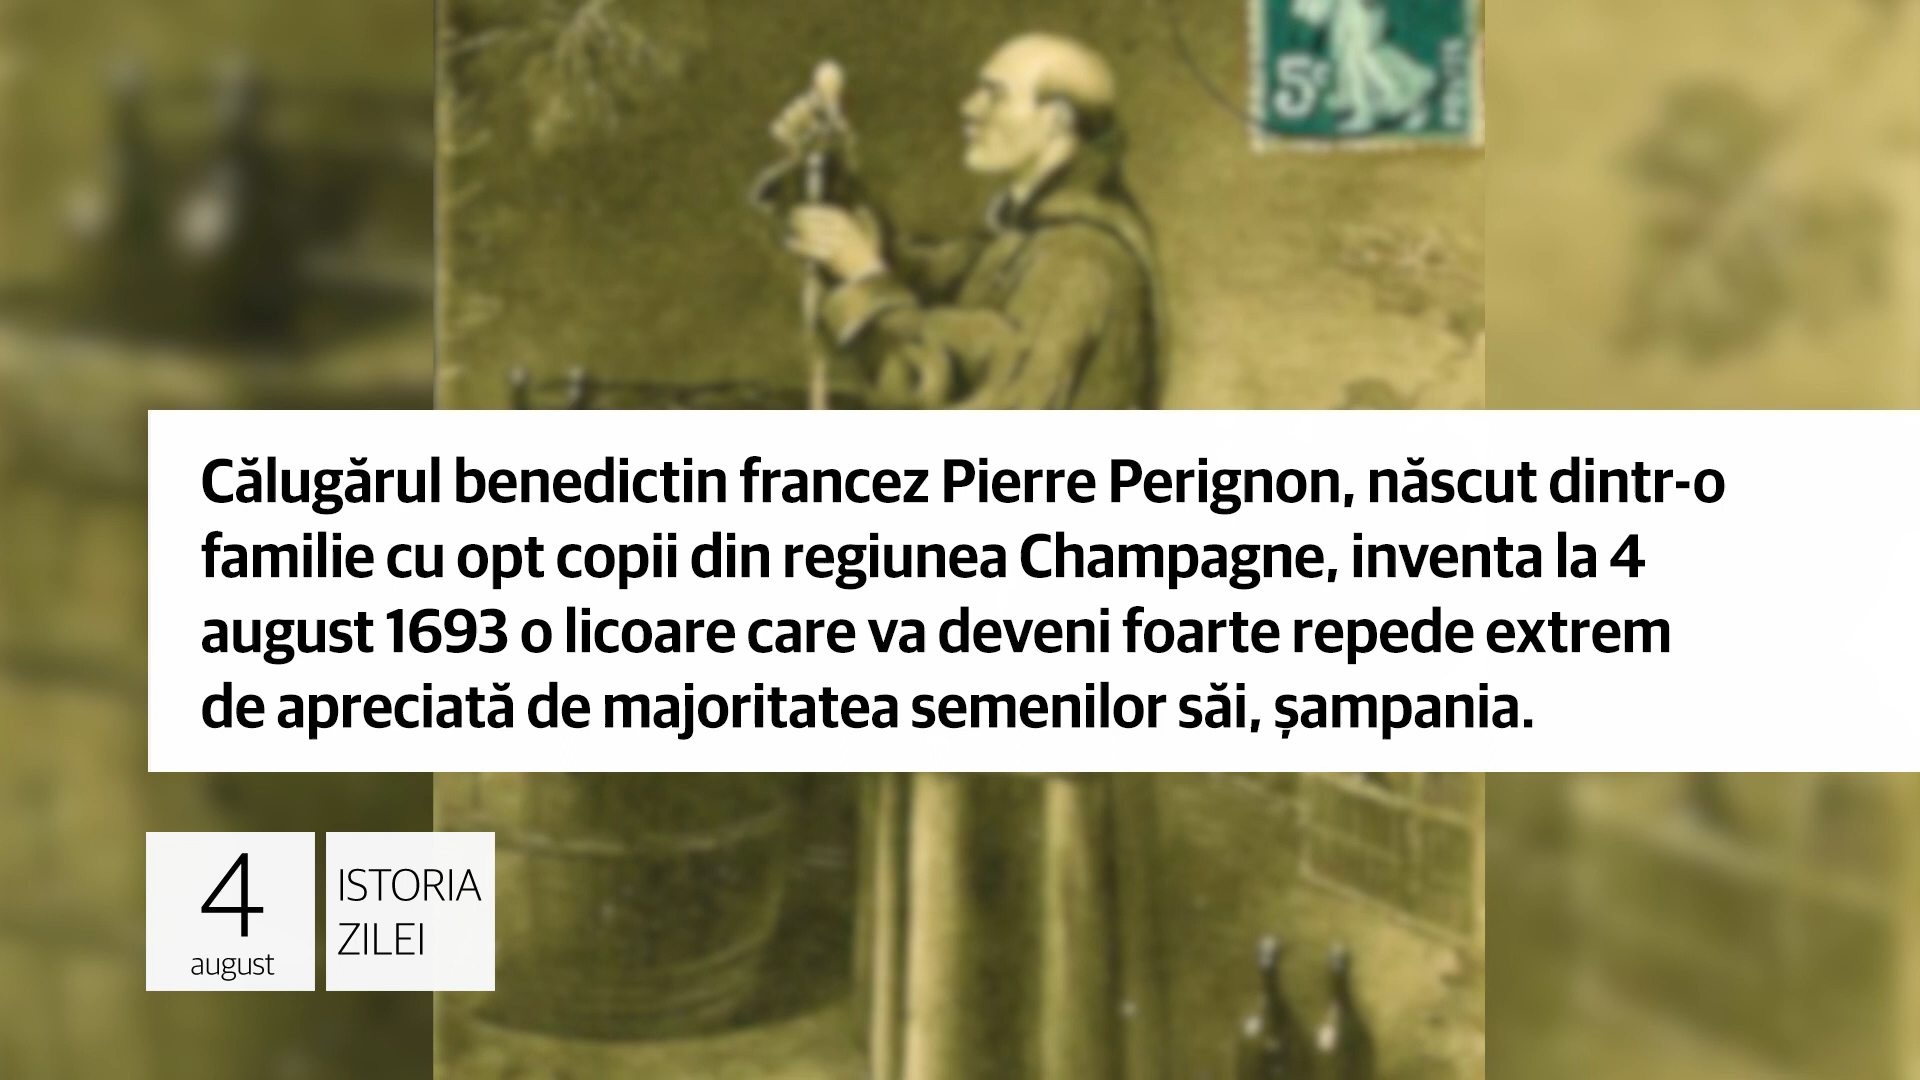 5c
Călugărul benedictin francez Pierre Perignon, născut dintr-o
familie cu opt copii din regiunea Champagne, inventa la 4
august 1693 o licoare care va deveni foarte repede extrem
de apreciată de majoritatea semenilor săi, șampania.
4
august
ISTORIA
ZILEI